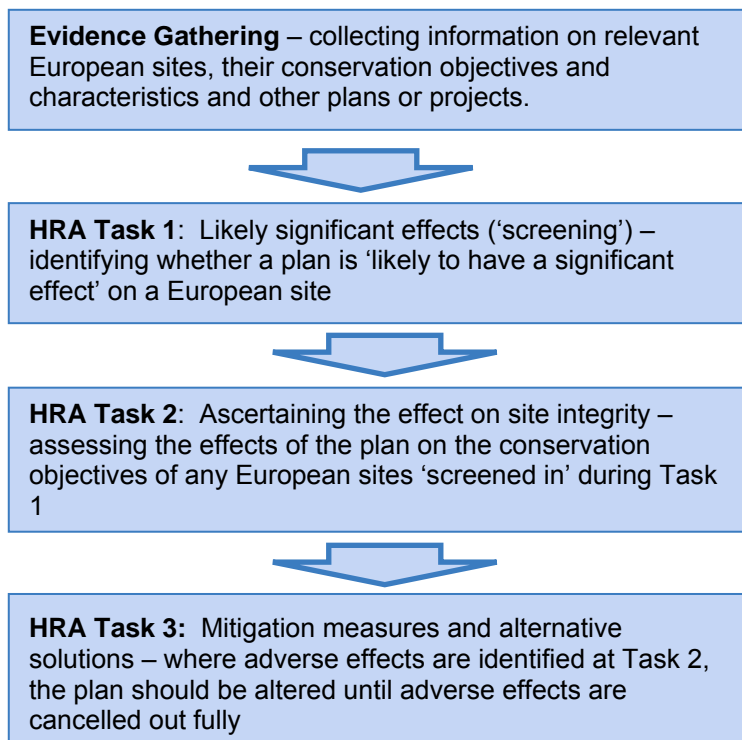 Evidence Gathering – collecting information on relevant
European sites, their conservation objectives and
characteristics and other plans or projects.
HRA Task 1:  Likely significant effects (‘screening’) –
identifying whether a plan is ‘likely to have a significant
effect’ on a European site
HRA Task 2:  Ascertaining the effect on site integrity –
assessing the effects of the plan on the conservation
objectives of any European sites ‘screened in’ during Task
1
HRA Task 3:  Mitigation measures and alternative
solutions – where adverse effects are identified at Task 2,
the plan should be altered until adverse effects are
cancelled out fully